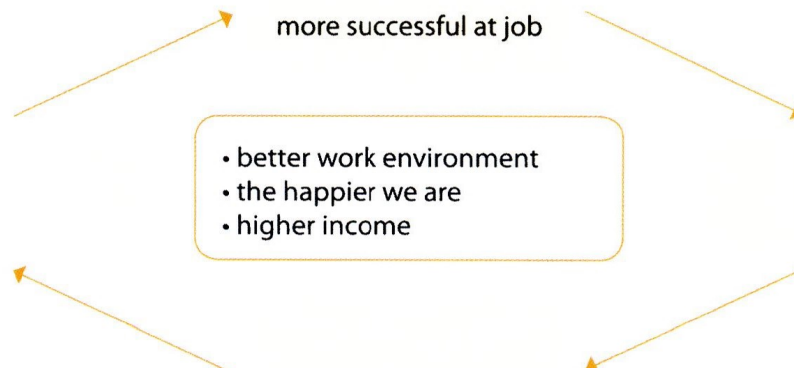 more successful at job
• better work environment
• the happier we are
• higher income